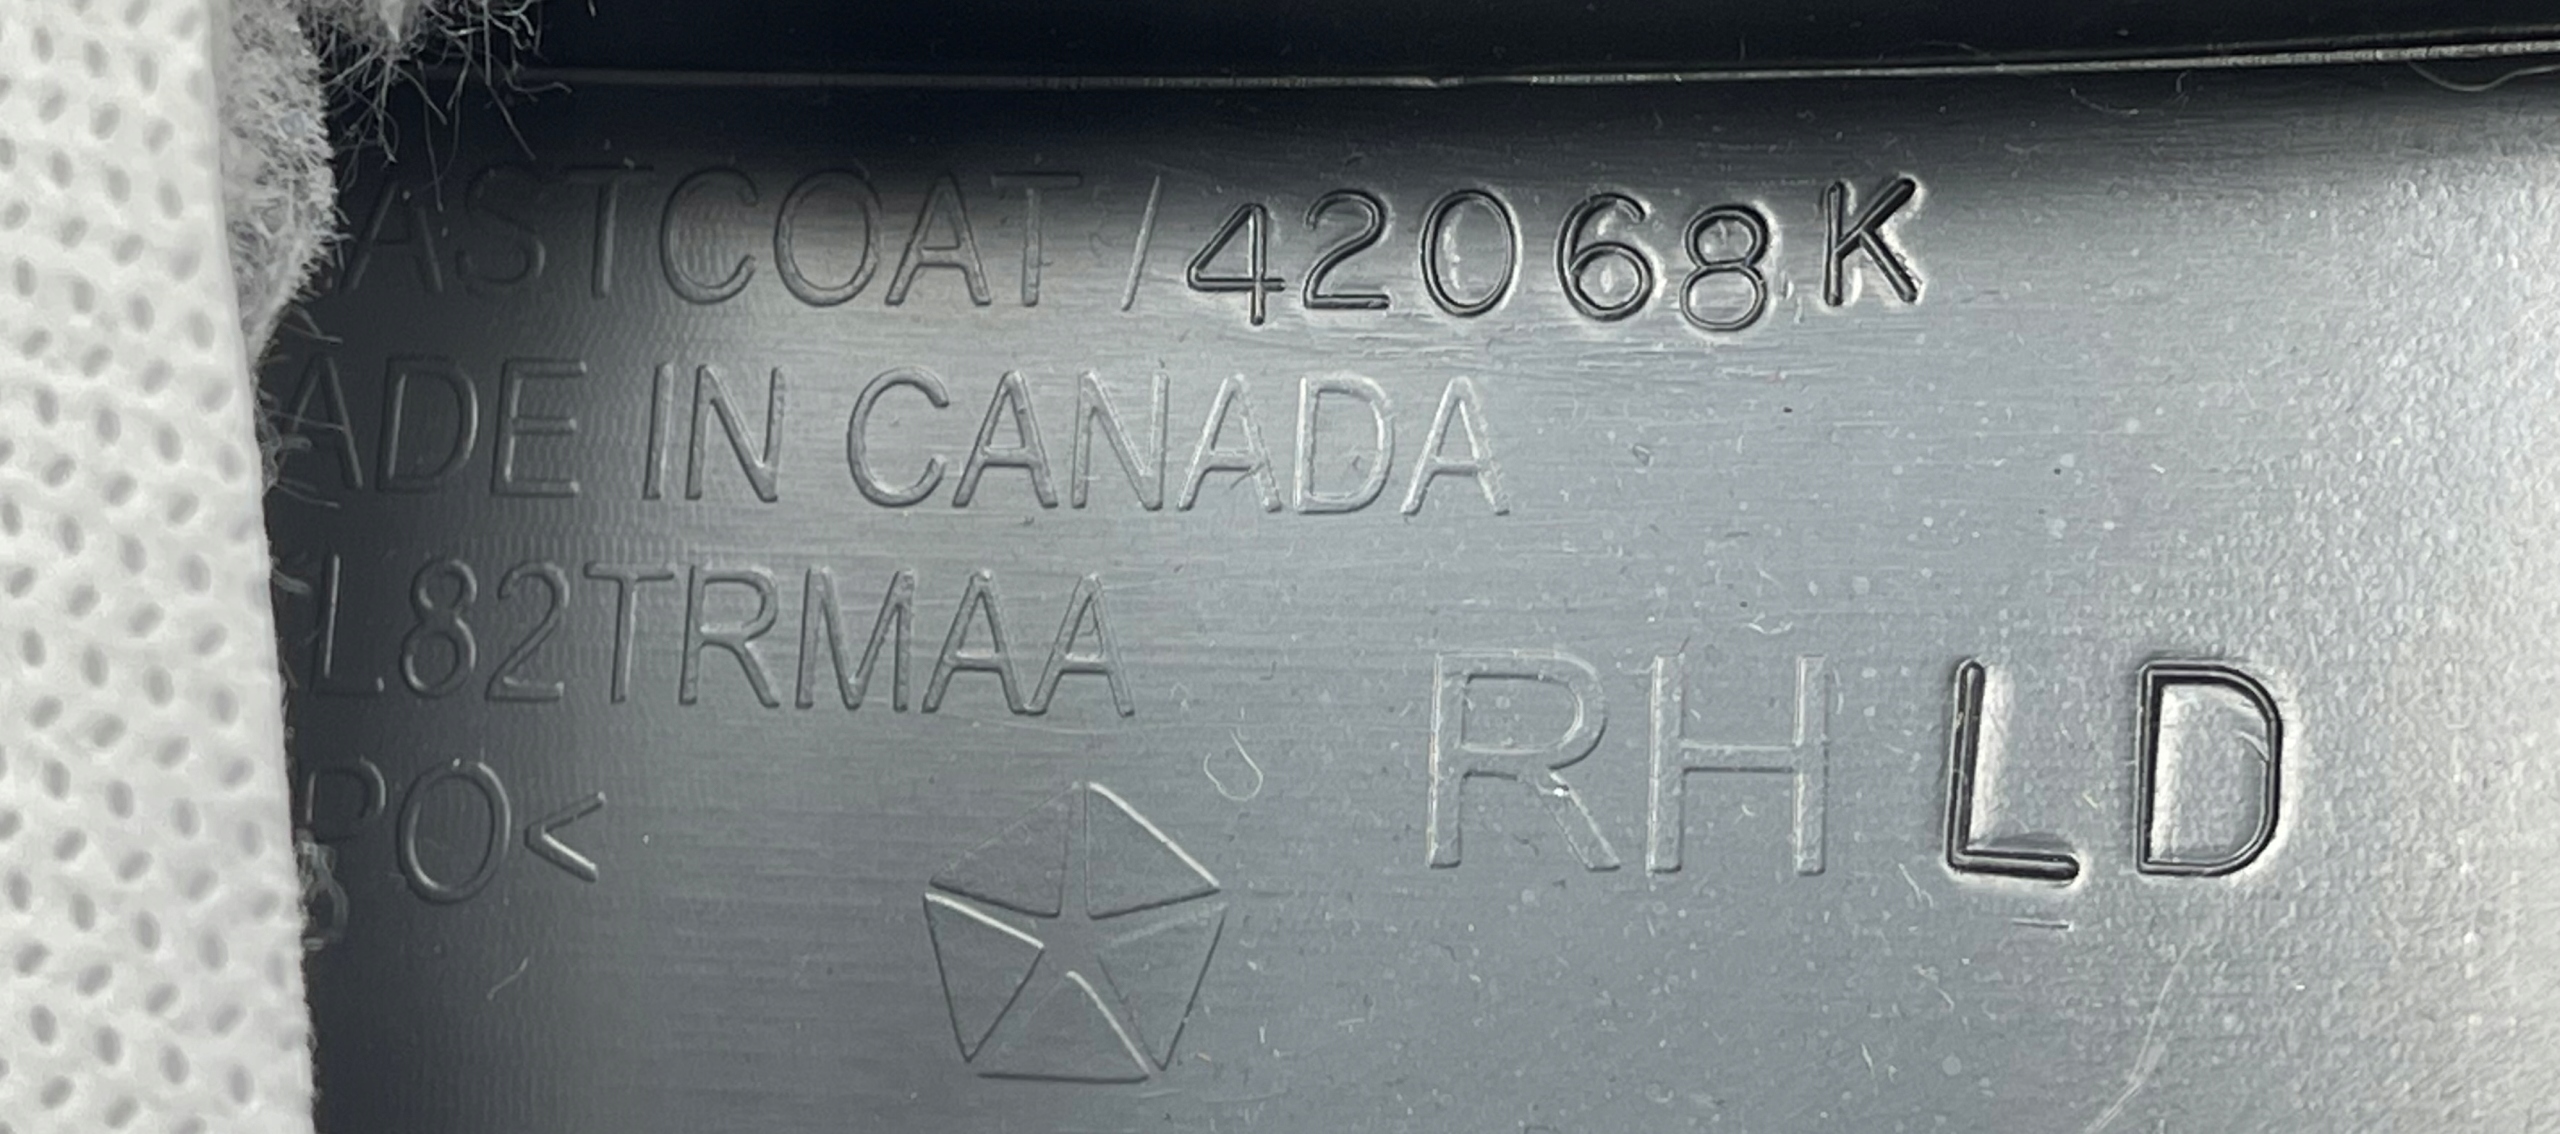 ASTCOAT/42068K
ADE IN CANADA
L82TRMAA
RH LD
PO<